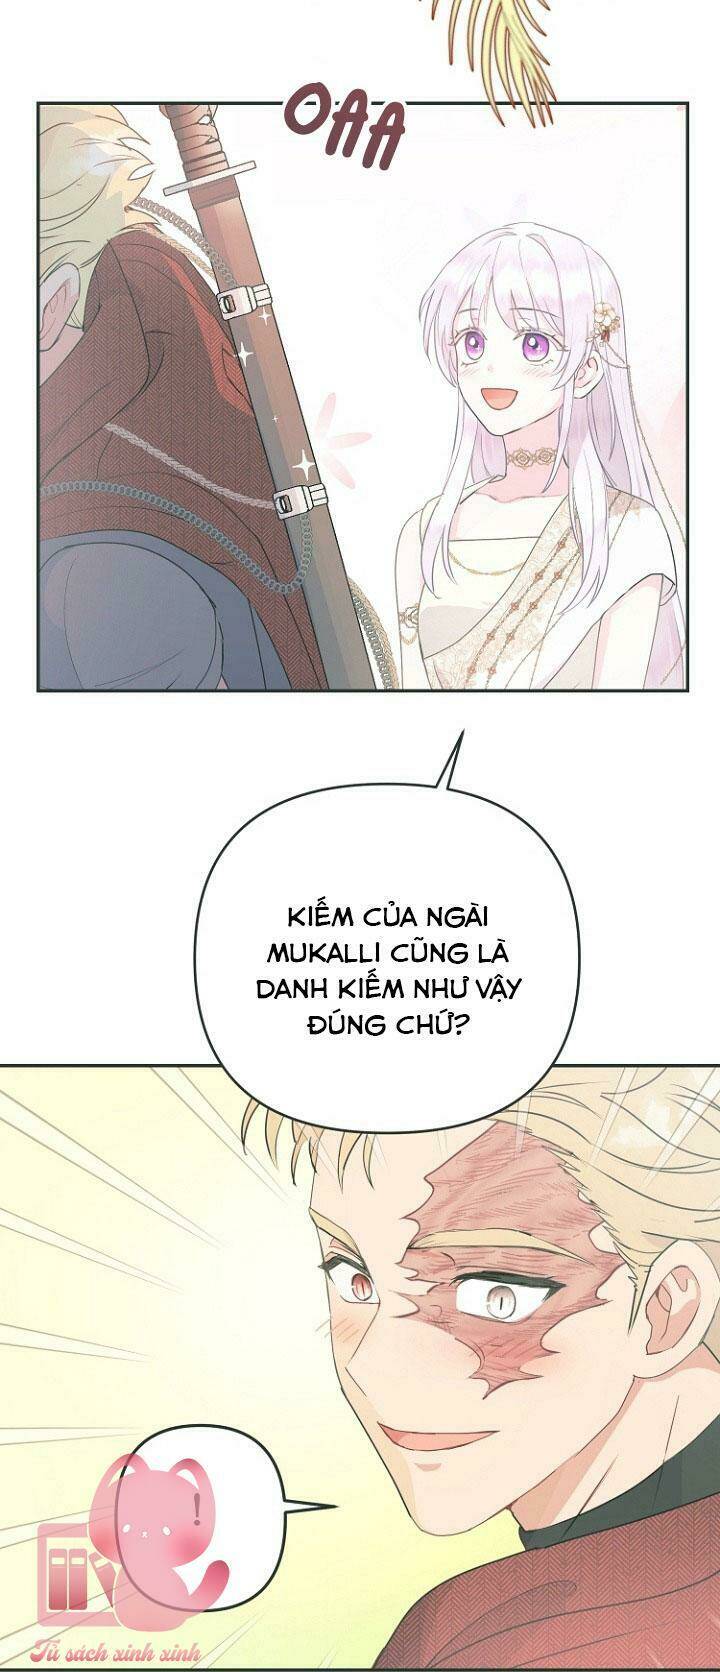 OAA
KIẾM CỦA NGÀI
MUKALLI CŨNG LÀ
DANH KIẾM NHƯ VẬY
ĐÚNG CHỨ?
!
Tủ sách xinh xinh